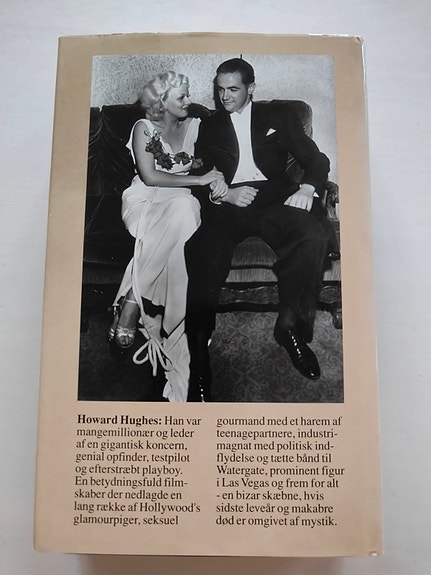 Howard Hughes: Han var
mangemillionær og leder
af en gigantisk koncern,
genial opfinder, testpilot
og efterstræbt playboy.
En betydningsfuld film-
skaber der nedlagde en
lang række af Hollywood's
glamourpiger, seksuel
gourmand med et harem af
teenagepartnere, industri-
magnat med politisk ind-
flydelse og tætte bånd til
Watergate, prominent figur
i Las Vegas og frem for alt
- en bizar skæbne, hvis
sidste leveår og makabre
død er omgivet af mystik.